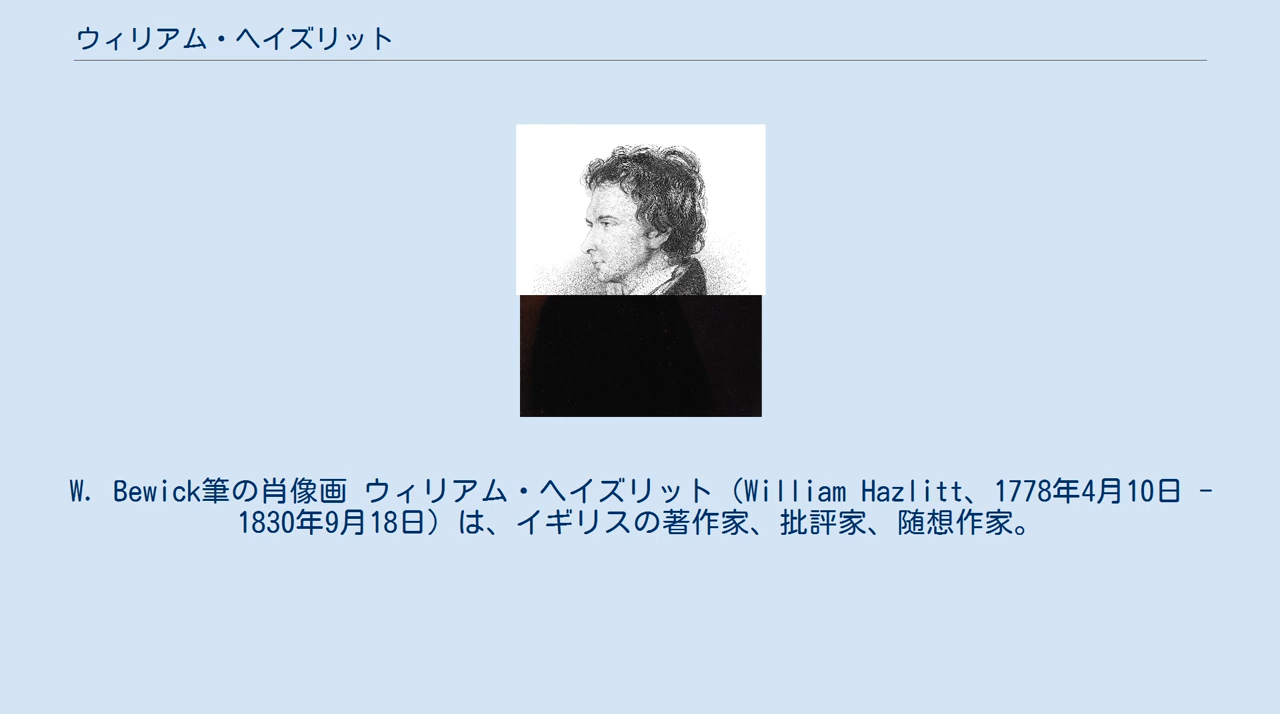 ウィリアム・ヘイズリット
W. Bewick筆の肖像画 ウィリアム・ヘイズリット（William Hazlitt、1778年4月10日 -
1830年9月18日）は、イギリスの著作家、批評家、随想作家。